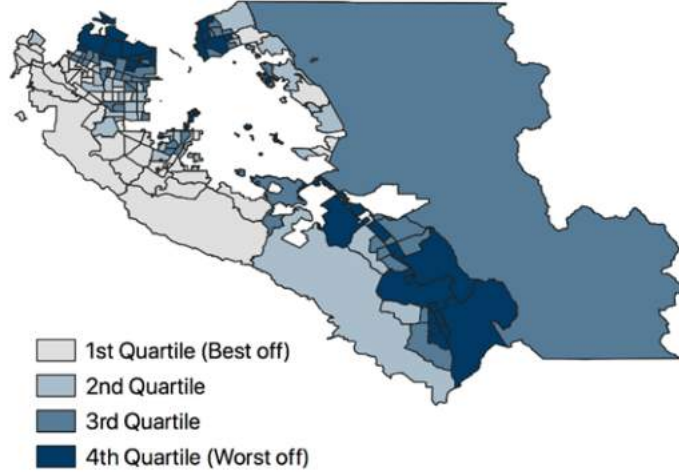 1st Quartile (Best off)
2nd Quartile
3rd Quartile
4th Quartile (Worst off)